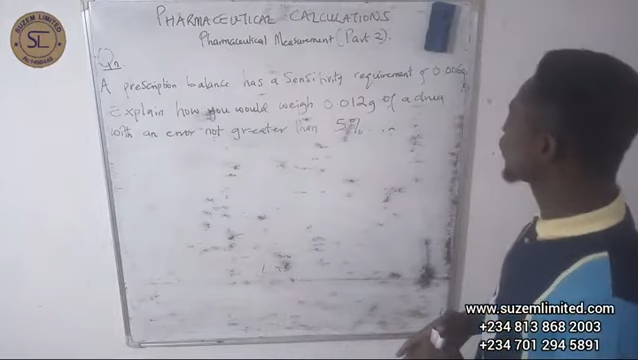 SUZEM LIMITED
SL
PHARMACEUTICAL CALCULATIONS
Pharmaceutical Measurement (Part 2).
Qn
A prescription balance has a Sensitivity requirement of 0.006g.
Explain how you would weigh 0.012g of a drug
with an error not greater than 5%...
www.suzemlimited.com
+234 813 868 2003
+234 701 294 5891